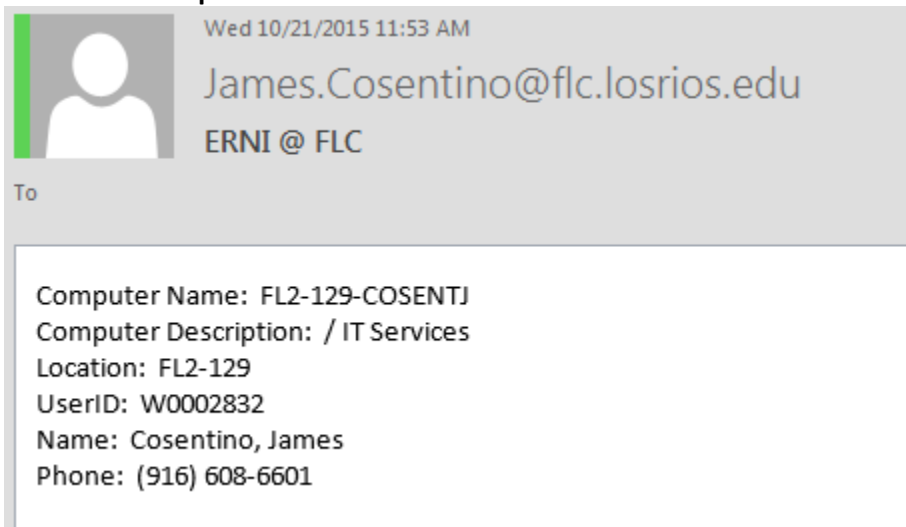 Wed 10/21/2015 11:53 AM
James.Cosentino@flc.losrios.edu
ERNI @ FLC
To
Computer Name: FL2-129-COSENTJ
Computer Description: / IT Services
Location: FL2-129
UserID: W0002832
Name: Cosentino, James
Phone: (916) 608-6601